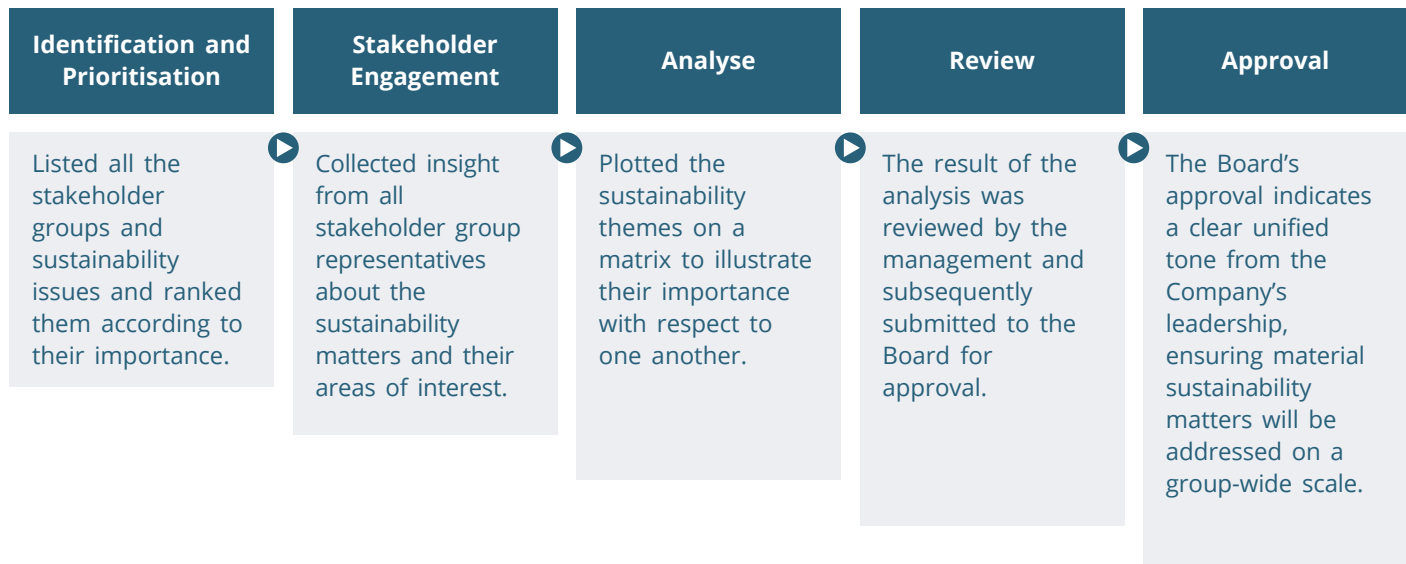 Identification and
Prioritisation
Listed all the
stakeholder
groups and
sustainability
issues and ranked
them according to
their importance.
Stakeholder
Engagement
Collected insight
from all
stakeholder group
representatives
about the
sustainability
matters and their
areas of interest.
Analyse
Plotted the
sustainability
themes on a
matrix to illustrate
their importance
with respect to
one another.
Review
The result of the
analysis was
reviewed by the
management and
subsequently
submitted to the
Board for
approval.
Approval
The Board’s
approval indicates
a clear unified
tone from the
Company’s
leadership,
ensuring material
sustainability
matters will be
addressed on a
group-wide scale.